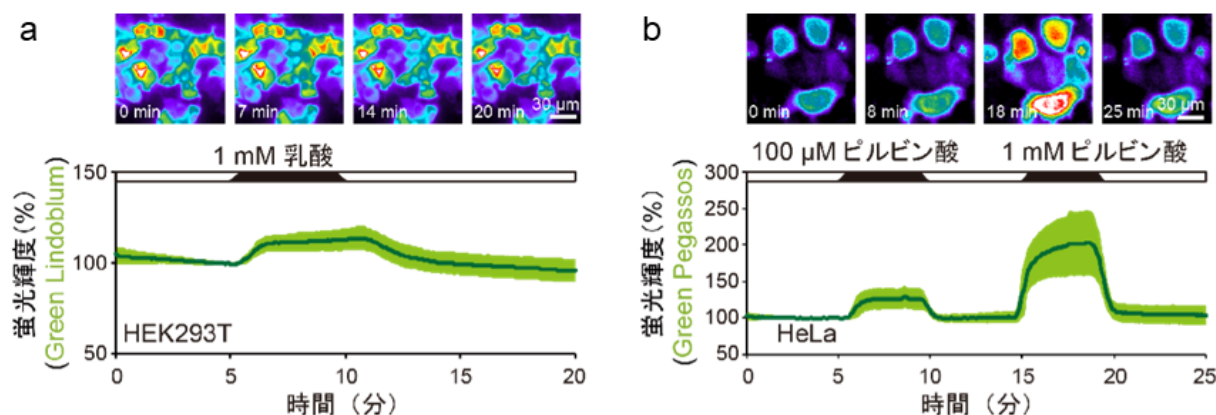 a
0 min
7 min
14 min
20 min
30 µm
1 mM 乳酸
150
100
50
蛍光輝度(%)
(Green Lindoblum)
HEK293T
0
5
10
15
20
時間（分）
b
0 min
8 min
18 min
25 min
30 µm
100 µM ピルビン酸
1 mM ピルビン酸
300
250
200
150
100
50
蛍光輝度(%)
(Green Pegassos)
HeLa
0
5
10
15
20
25
時間（分）